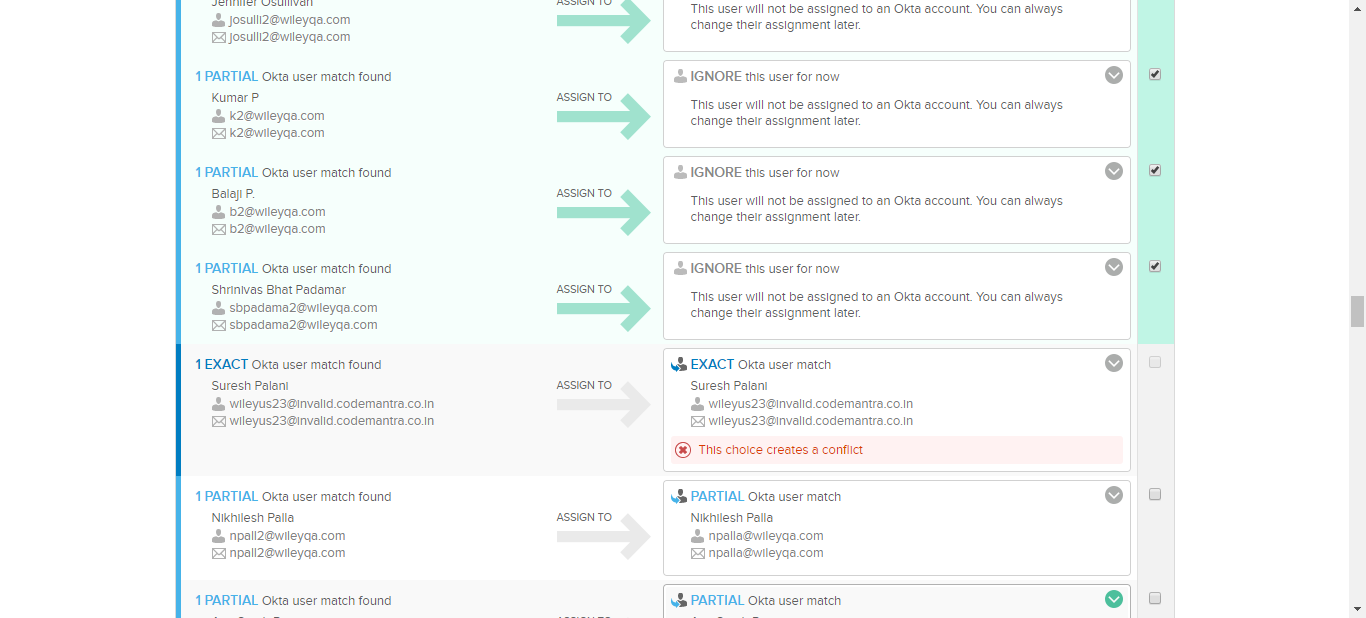 Jennifer Osullivan
josulli2@wileyqa.com
josulli2@wileyqa.com
ASSIGN TO
This user will not be assigned to an Okta account. You can always
change their assignment later.
1 PARTIAL Okta user match found
Kumar P
k2@wileyqa.com
k2@wileyqa.com
ASSIGN TO
IGNORE this user for now
This user will not be assigned to an Okta account. You can always
change their assignment later.
1 PARTIAL Okta user match found
Balaji P.
b2@wileyqa.com
b2@wileyqa.com
ASSIGN TO
IGNORE this user for now
This user will not be assigned to an Okta account. You can always
change their assignment later.
1 PARTIAL Okta user match found
Shrinivas Bhat Padamar
sbpadama2@wileyqa.com
sbpadama2@wileyqa.com
ASSIGN TO
IGNORE this user for now
This user will not be assigned to an Okta account. You can always
change their assignment later.
1 EXACT Okta user match found
Suresh Palani
wileyus23@invalid.codemantra.co.in
wileyus23@invalid.codemantra.co.in
ASSIGN TO
EXACT Okta user match
Suresh Palani
wileyus23@invalid.codemantra.co.in
wileyus23@invalid.codemantra.co.in
This choice creates a conflict
1 PARTIAL Okta user match found
Nikhilesh Palla
npall2@wileyqa.com
npall2@wileyqa.com
ASSIGN TO
PARTIAL Okta user match
Nikhilesh Palla
npalla@wileyqa.com
npalla@wileyqa.com
1 PARTIAL Okta user match found
ASSIGN TO
PARTIAL Okta user match